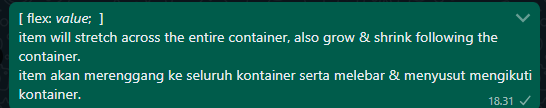 [ flex: value;  ]
item will stretch across the entire container, also grow & shrink following the
container.
item akan merenggang ke seluruh kontainer serta melebar & menyusut mengikuti
kontainer.
18.31